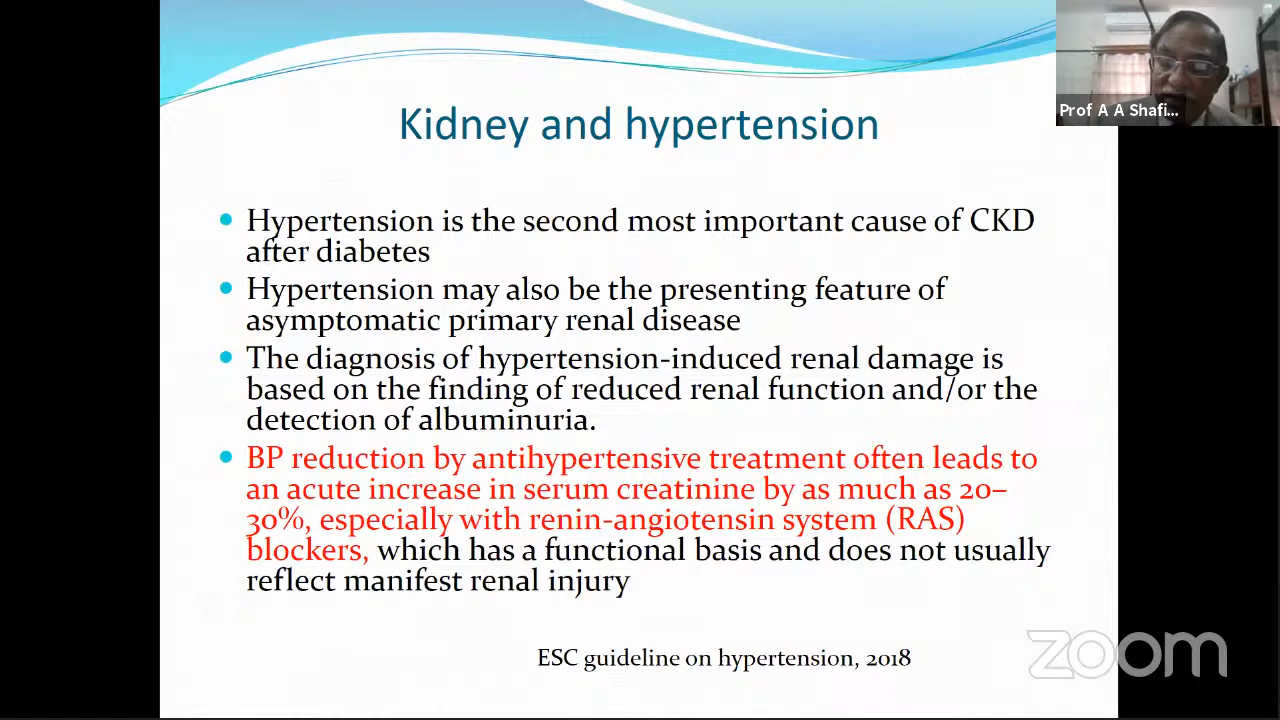 Prof A A Shafi...
Kidney and hypertension
• Hypertension is the second most important cause of CKD
after diabetes
• Hypertension may also be the presenting feature of
asymptomatic primary renal disease
• The diagnosis of hypertension-induced renal damage is
based on the finding of reduced renal function and/or the
detection of albuminuria.
• BP reduction by antihypertensive treatment often leads to
an acute increase in serum creatinine by as much as 20–
30%, especially with renin-angiotensin system (RAS)
blockers, which has a functional basis and does not usually
reflect manifest renal injury
ESC guideline on hypertension, 2018
zoom